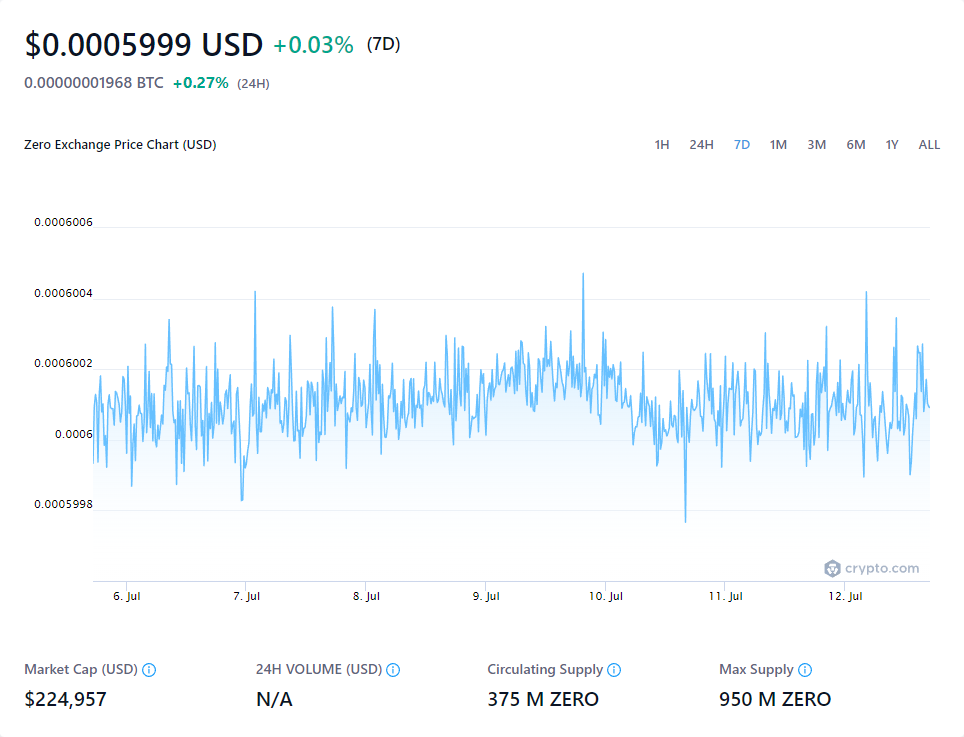 $0.0005999 USD +0.03% (7D)
0.00000001968 BTC +0.27% (24H)
Zero Exchange Price Chart (USD) 1H 24H 7D 1M 3M 6M 1Y ALL
0.0006006
0.0006004
0.0006002
0.0006
0.0005998
crypto.com
6. Jul 7. Jul 8. Jul 9. Jul 10. Jul 11. Jul 12. Jul
Market Cap (USD) 24H VOLUME (USD) Circulating Supply Max Supply
$224,957 N/A 375 M ZERO 950 M ZERO